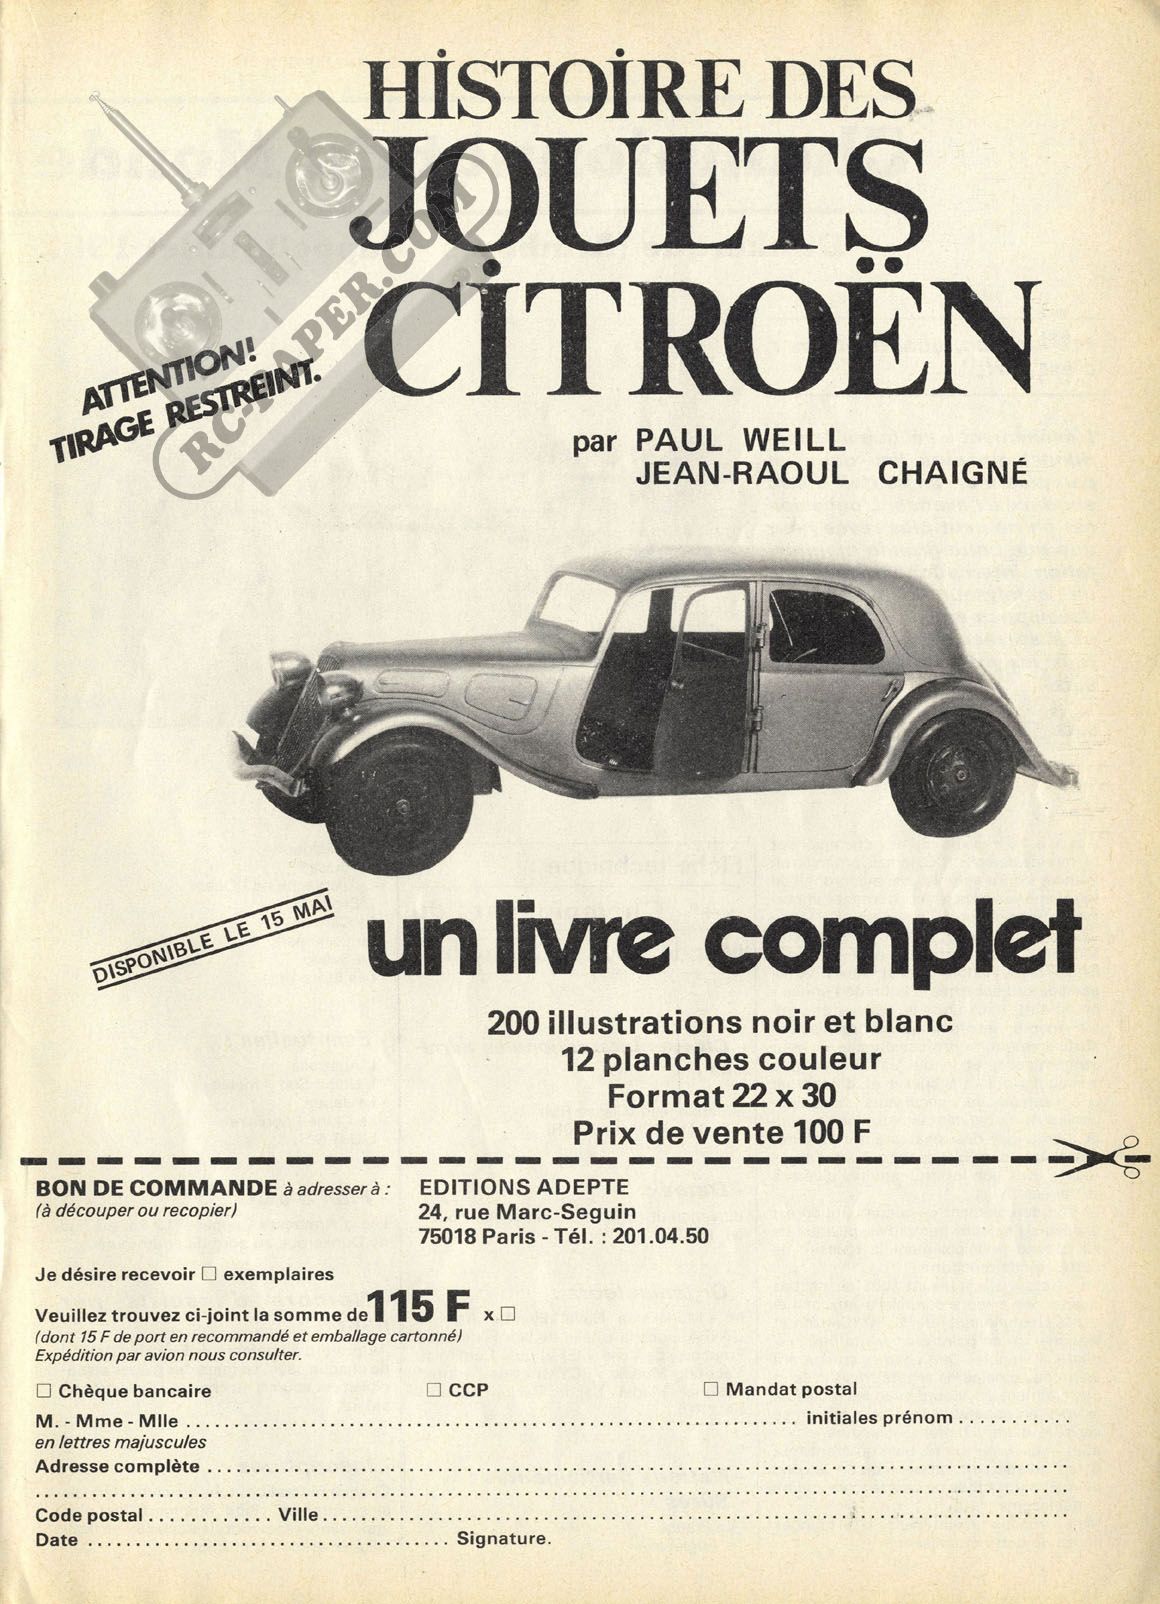 HISTOIRE DES
JOUETS
CITROËN
ATTENTION!
TIRAGE RESTREINT.
RC-PAPER.COM
par PAUL WEILL
JEAN-RAOUL CHAIGNÉ
DISPONIBLE LE 15 MAI
un livre complet
200 illustrations noir et blanc
12 planches couleur
Format 22 x 30
Prix de vente 100 F
BON DE COMMANDE à adresser à : EDITIONS ADEPTE
(à découper ou recopier) 24, rue Marc-Seguin
75018 Paris - Tél. : 201.04.50
Je désire recevoir □ exemplaires
Veuillez trouvez ci-joint la somme de 115 F x □
(dont 15 F de port en recommandé et emballage cartonné)
Expédition par avion nous consulter.
□ Chèque bancaire □ CCP □ Mandat postal
M. - Mme - Mlle ........ initiales prénom ........
en lettres majuscules
Adresse complète ........
Code postal ........ Ville ........
Date ........ Signature.